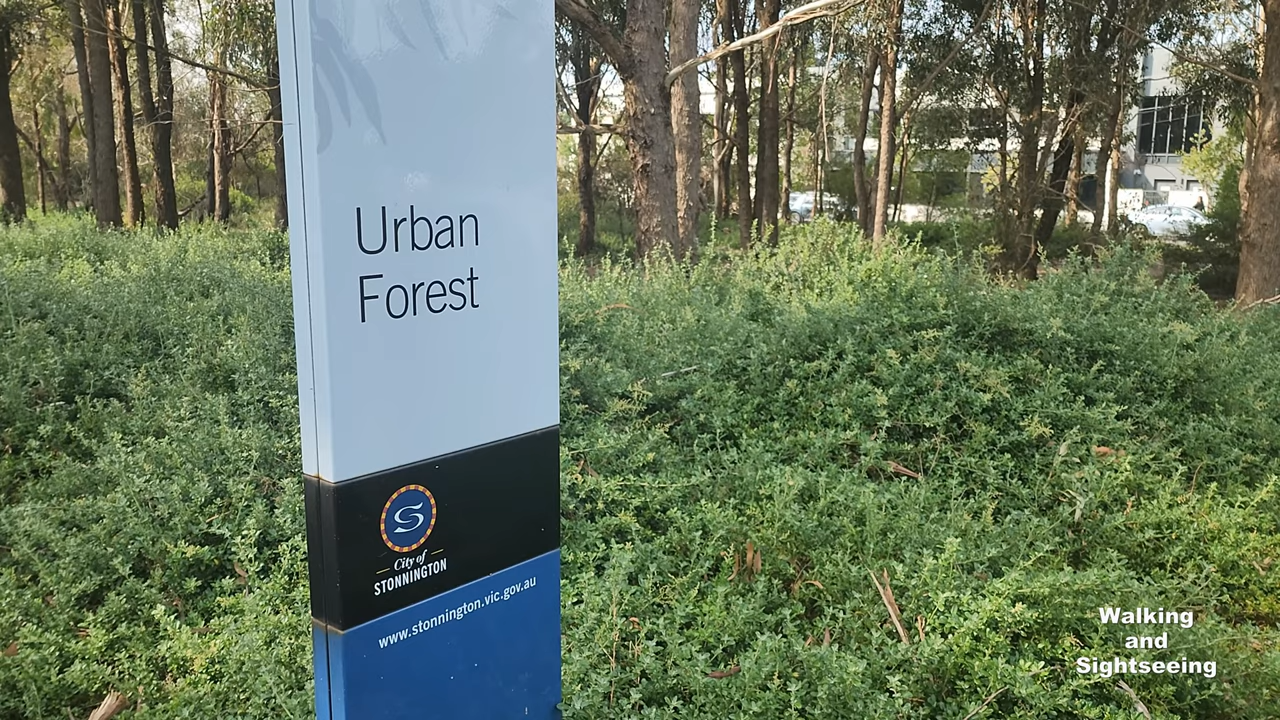 Urban
Forest
S
City of
STONNINGTON
www.stonnington.vic.gov.au
Walking
and
Sightseeing